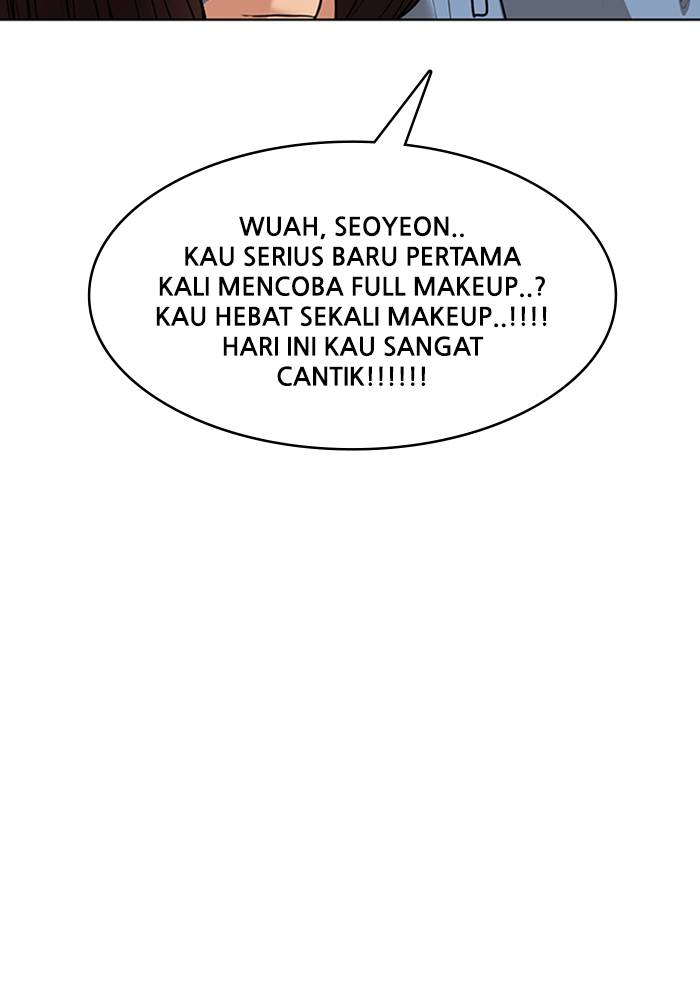 WUAH, SEOYEON..
KAU SERIUS BARU PERTAMA
KALI MENCOBA FULL MAKEUP..?
KAU HEBAT SEKALI MAKEUP..!!!!
HARI INI KAU SANGAT
CANTIK!!!!!!